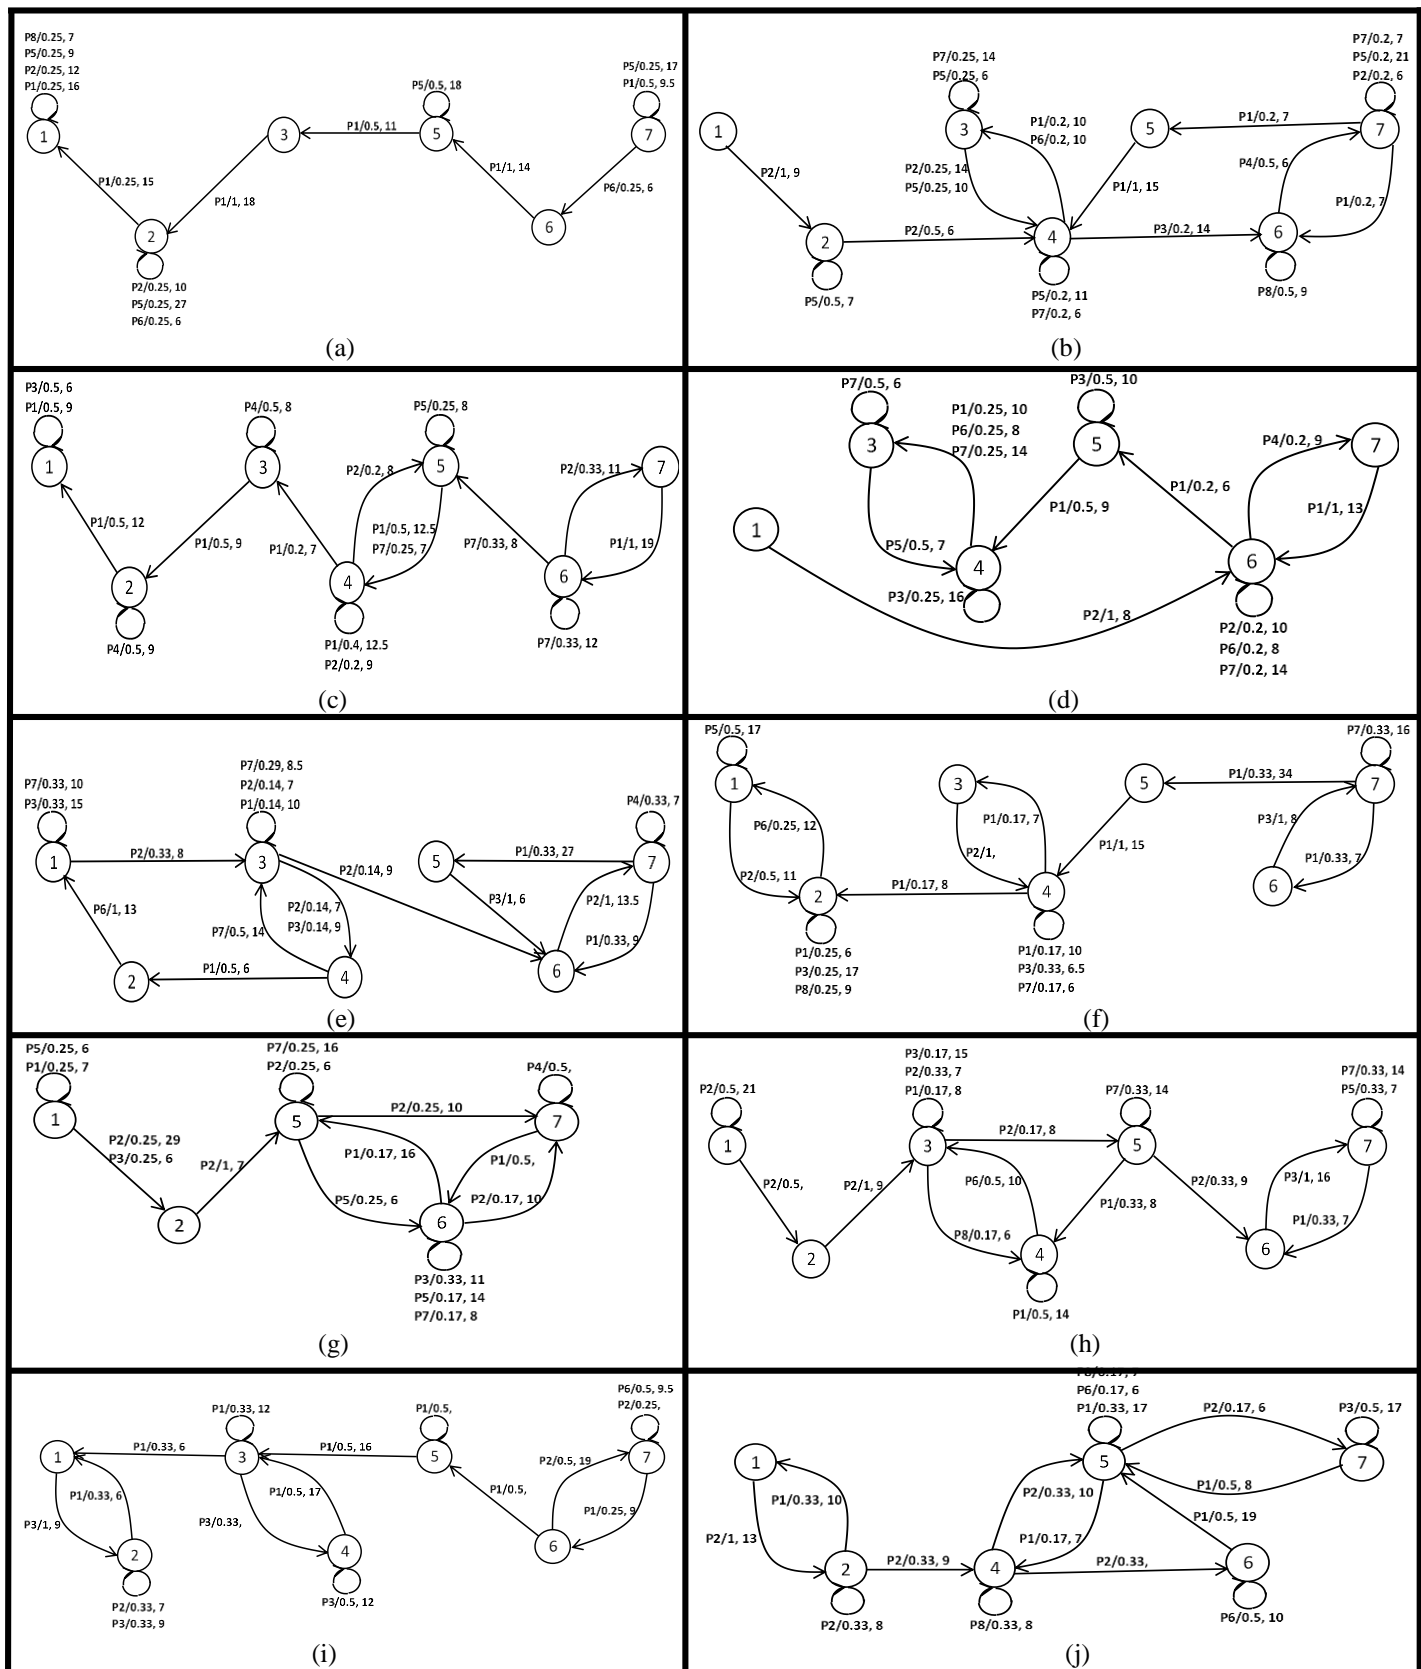 P8/0.25, 7
P5/0.25, 9
P2/0.25, 12
P1/0.25, 16
1
P1/0.25, 15
2
P2/0.25, 10
P5/0.25, 27
P6/0.25, 6
3
P1/1, 18
P1/0.5, 11
P5/0.5, 18
5
P1/1, 14
6
P5/0.25, 17
P1/0.5, 9.5
7
P6/0.25, 6
(a)
1
P2/1, 9
2
P5/0.5, 7
P2/0.5, 6
P7/0.25, 14
P5/0.25, 6
3
P2/0.25, 14
P5/0.25, 10
P1/0.2, 10
P6/0.2, 10
4
P5/0.2, 11
P7/0.2, 6
5
P1/1, 15
P3/0.2, 14
P1/0.2, 7
P4/0.5, 6
6
P8/0.5, 9
P7/0.2, 7
P5/0.2, 21
P2/0.2, 6
7
P1/0.2, 7
(b)
P3/0.5, 6
P1/0.5, 9
1
P1/0.5, 12
2
P4/0.5, 9
P4/0.5, 8
3
P1/0.5, 9
P1/0.2, 7
P2/0.2, 8
4
P1/0.4, 12.5
P2/0.2, 9
P5/0.25, 8
5
P1/0.5, 12.5
P7/0.25, 7
P7/0.33, 8
6
P7/0.33, 12
P2/0.33, 11
7
P1/1, 19
(c)
P7/0.5, 6
3
P1/0.25, 10
P6/0.25, 8
P7/0.25, 14
P5/0.5, 7
4
P3/0.25, 16
1
P2/1, 8
P3/0.5, 10
5
P1/0.5, 9
P1/0.2, 6
P4/0.2, 9
7
P1/1, 13
6
P2/0.2, 10
P6/0.2, 8
P7/0.2, 14
(d)
P7/0.33, 10
P3/0.33, 15
1
P2/0.33, 8
P6/1, 13
2
P1/0.5, 6
P7/0.29, 8.5
P2/0.14, 7
P1/0.14, 10
3
P2/0.14, 9
P2/0.14, 7
P3/0.14, 9
P7/0.5, 14
4
5
P1/0.33, 27
P3/1, 6
P4/0.33, 7
7
P2/1, 13.5
P1/0.33, 9
6
(e)
P5/0.5, 17
1
P6/0.25, 12
P2/0.5, 11
2
P1/0.25, 6
P3/0.25, 17
P8/0.25, 9
P1/0.17, 8
3
P1/0.17, 7
P2/1,
4
P1/0.17, 10
P3/0.33, 6.5
P7/0.17, 6
5
P1/1, 15
P1/0.33, 34
P7/0.33, 16
7
P3/1, 8
P1/0.33, 7
6
(f)
P5/0.25, 6
P1/0.25, 7
1
P2/0.25, 29
P3/0.25, 6
2
P2/1, 7
P7/0.25, 16
P2/0.25, 6
5
P2/0.25, 10
P1/0.17, 16
P5/0.25, 6
6
P3/0.33, 11
P5/0.17, 14
P7/0.17, 8
P4/0.5,
7
P1/0.5,
P2/0.17, 10
(g)
P2/0.5, 21
1
P2/0.5,
2
P2/1, 9
P3/0.17, 15
P2/0.33, 7
P1/0.17, 8
3
P2/0.17, 8
P6/0.5, 10
P8/0.17, 6
4
P1/0.5, 14
P7/0.33, 14
5
P1/0.33, 8
P2/0.33, 9
6
P3/1, 16
P1/0.33, 7
P7/0.33, 14
P5/0.33, 7
7
(h)
1
P1/0.33, 6
P1/0.33, 6
P3/1, 9
2
P2/0.33, 7
P3/0.33, 9
P1/0.33, 12
3
P1/0.5, 16
P1/0.5, 17
P3/0.33,
4
P3/0.5, 12
P1/0.5,
5
P1/0.5,
6
P2/0.5, 19
P1/0.25, 9
P6/0.5, 9.5
P2/0.25,
7
(i)
1
P1/0.33, 10
P2/1, 13
2
P2/0.33, 8
P2/0.33, 9
4
P8/0.33, 8
P2/0.33, 10
P1/0.17, 7
P2/0.33,
P6/0.17, 6
P1/0.33, 17
5
P2/0.17, 6
P1/0.5, 8
P3/0.5, 17
7
P1/0.5, 19
6
P6/0.5, 10
(j)